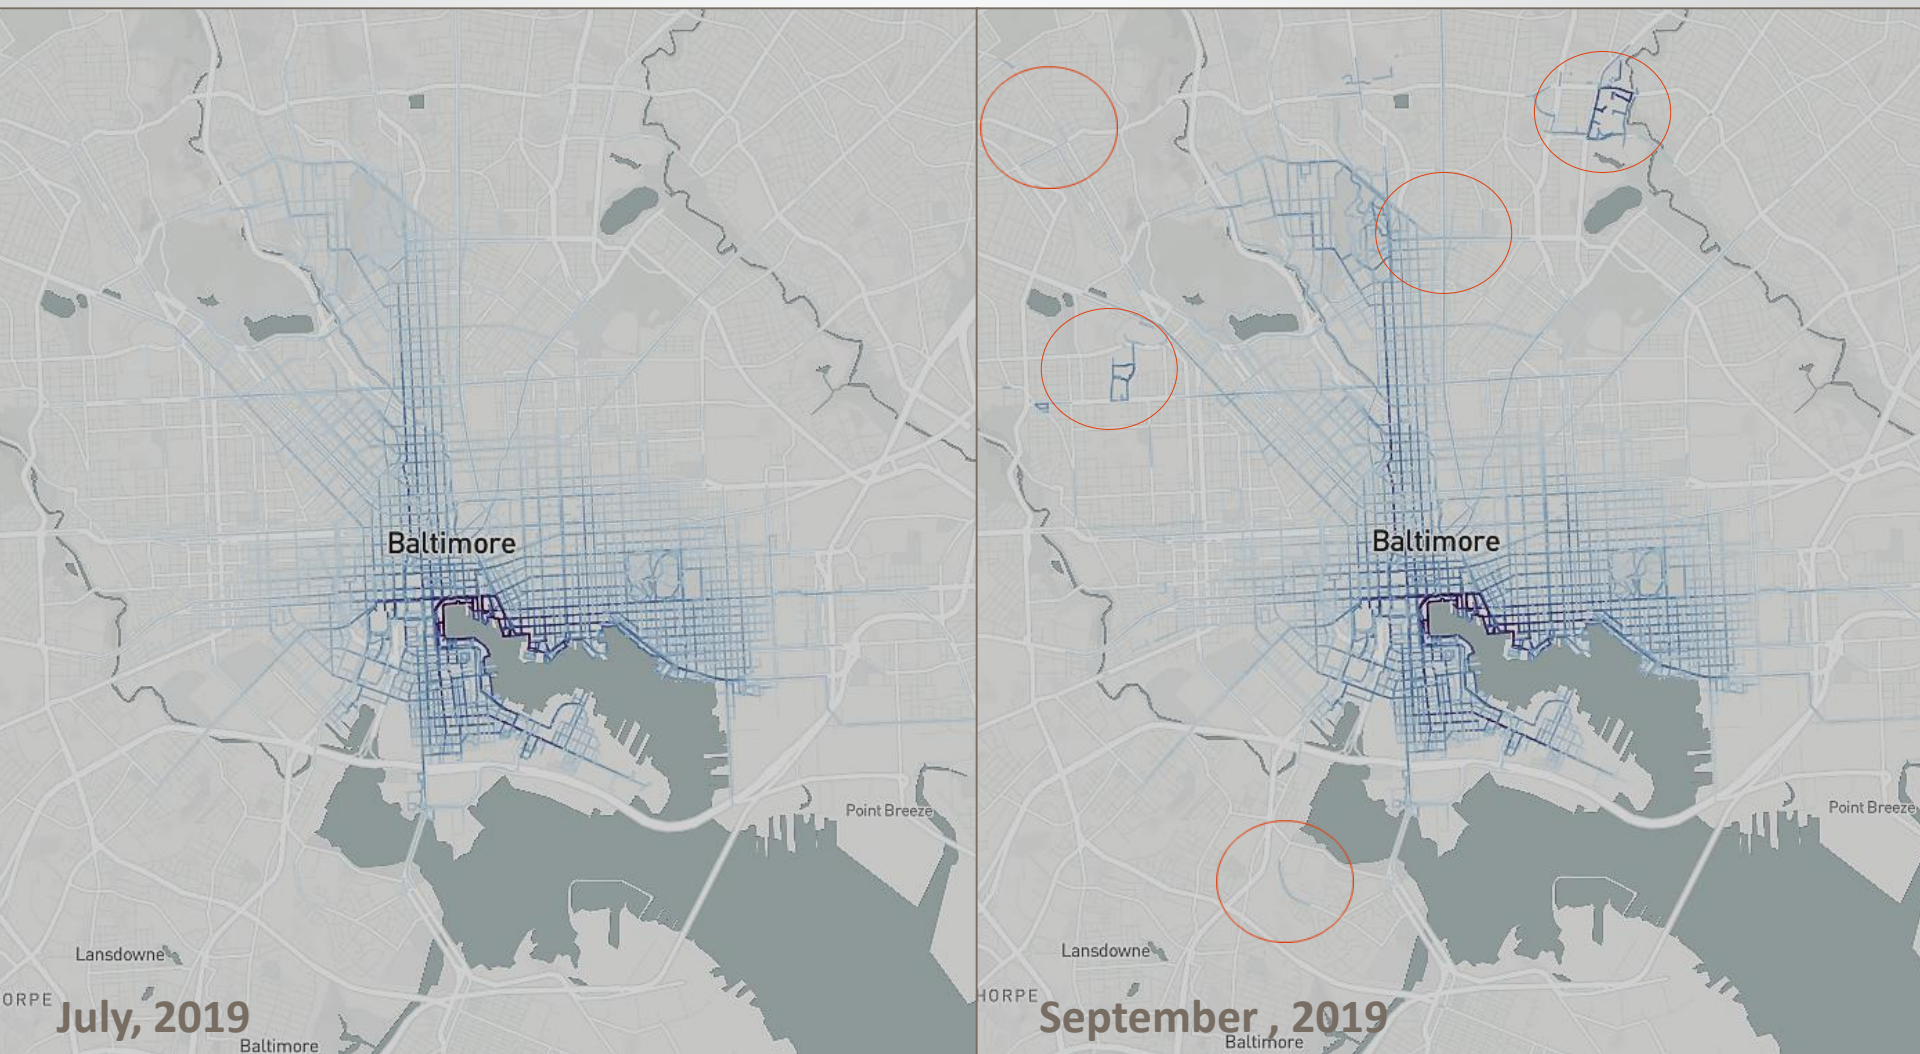 Baltimore
Point Breeze
Lansdowne
ORPE
July, 2019
Baltimore
Baltimore
Point Breeze
Lansdowne
HORPE
September , 2019
Baltimore